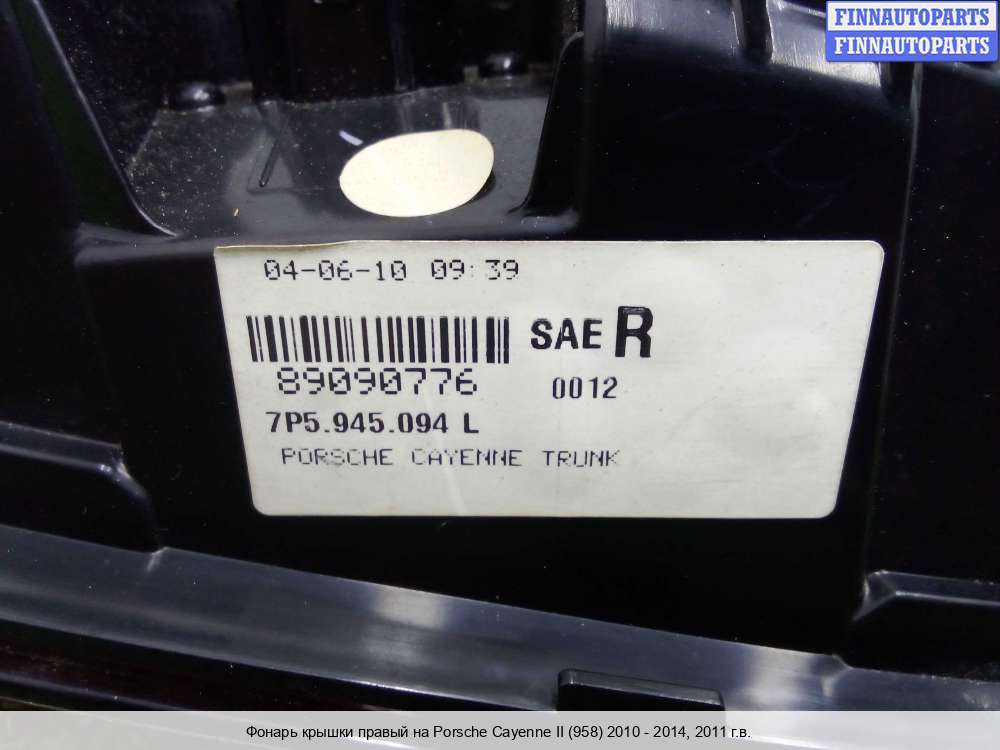 FINNAUTOPARTS
FINNAUTOPARTS
04-06-10 09:39
SAE R
89090776
0012
7P5.945.094 L
PORSCHE CAYENNE TRUNK
Фонарь крышки правый на Porsche Cayenne II (958) 2010 - 2014, 2011 г.в.